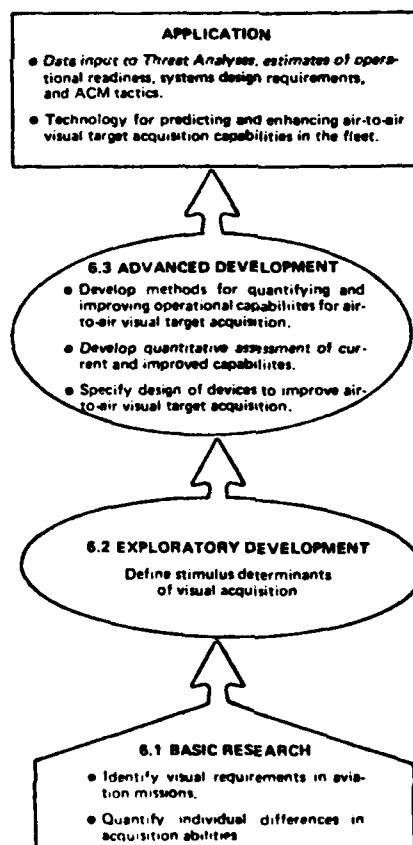 APPLICATION
• Data input to Threat Analyses, estimates of opera-
tional readiness, systems design requirements,
and ACM tactics.
• Technology for predicting and enhancing air-to-air
visual target acquisition capabilities in the fleet.
6.3 ADVANCED DEVELOPMENT
• Develop methods for quantifying and
improving operational capabiliites for air-
to-air visual target acquisition.
• Develop quantitative assessment of cur-
rent and improved capabiliites.
• Specify design of devices to improve air-
to-air visual target acquisition.
6.2 EXPLORATORY DEVELOPMENT
Define stimulus determinants
of visual acquisition
6.1 BASIC RESEARCH
• Identify visual requirements in avia-
tion missions.
• Quantify individual differences in
acquisition abilities